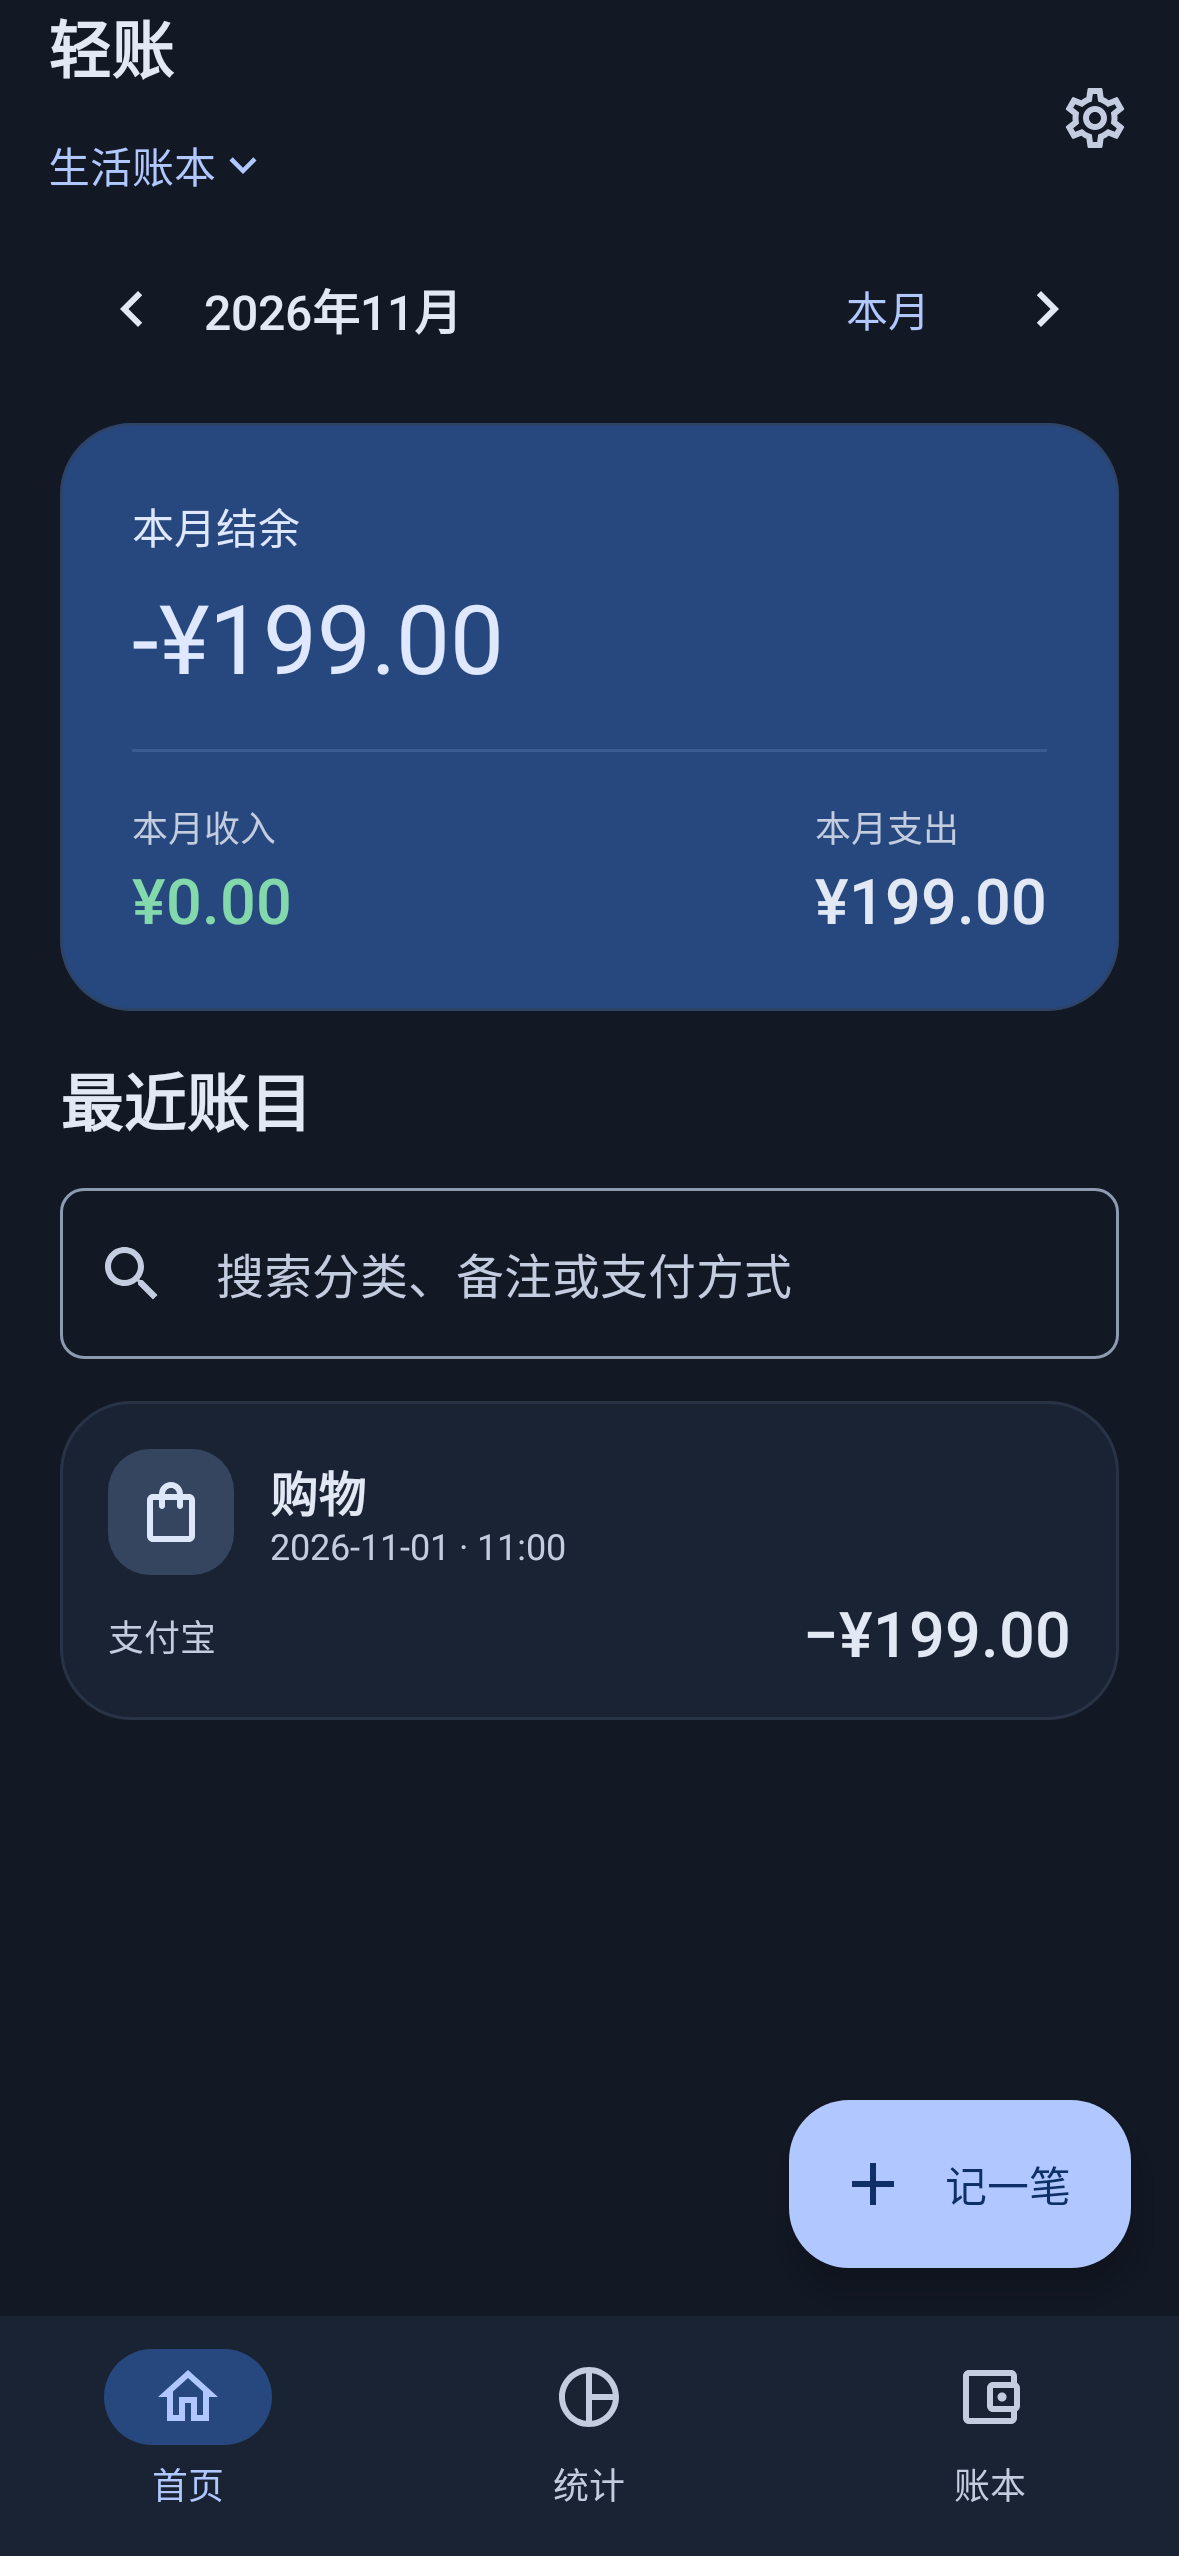 轻账
生活账本
2026年11月 本月
本月结余
-¥199.00
本月收入 本月支出
¥0.00 ¥199.00
最近账目
搜索分类、备注或支付方式
购物
2026-11-01 · 11:00
支付宝 −¥199.00
记一笔
首页 统计 账本